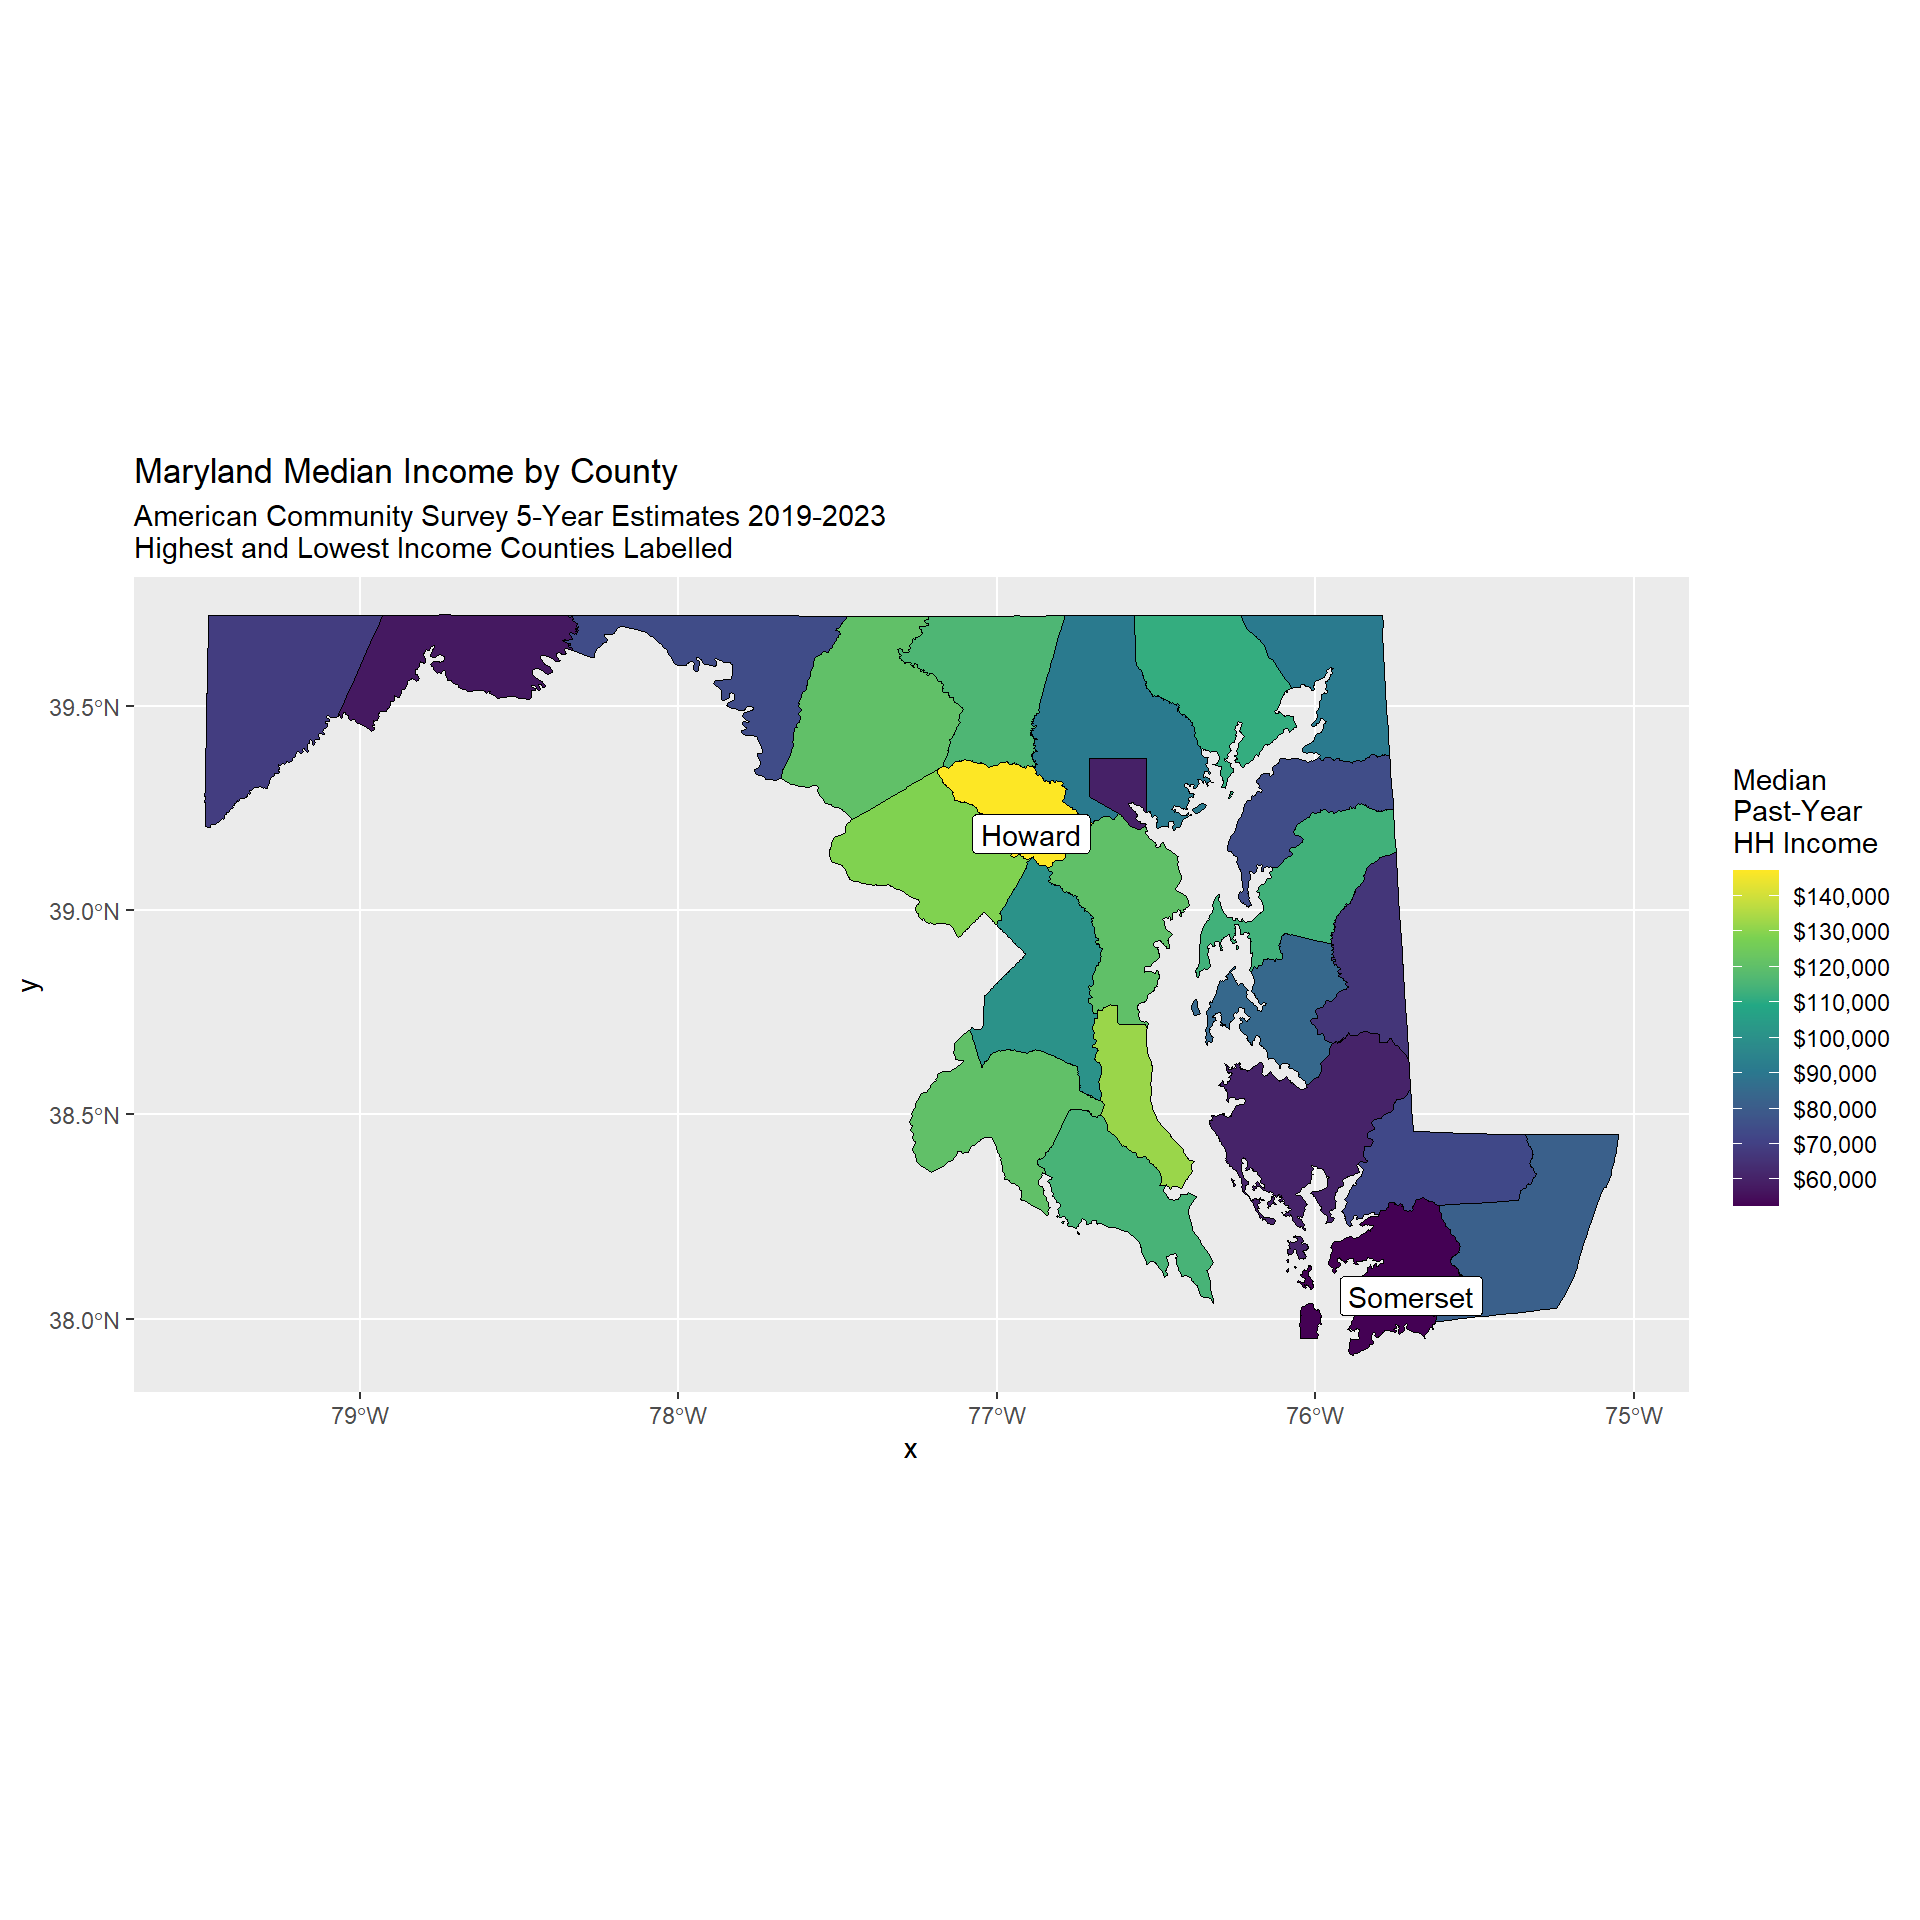 Maryland Median Income by County
American Community Survey 5-Year Estimates 2019-2023
Highest and Lowest Income Counties Labelled
39.5°N
39.0°N
38.5°N
38.0°N
y
Howard
Somerset
79°W
78°W
77°W
76°W
75°W
x
Median
Past-Year
HH Income
$140,000
$130,000
$120,000
$110,000
$100,000
$90,000
$80,000
$70,000
$60,000